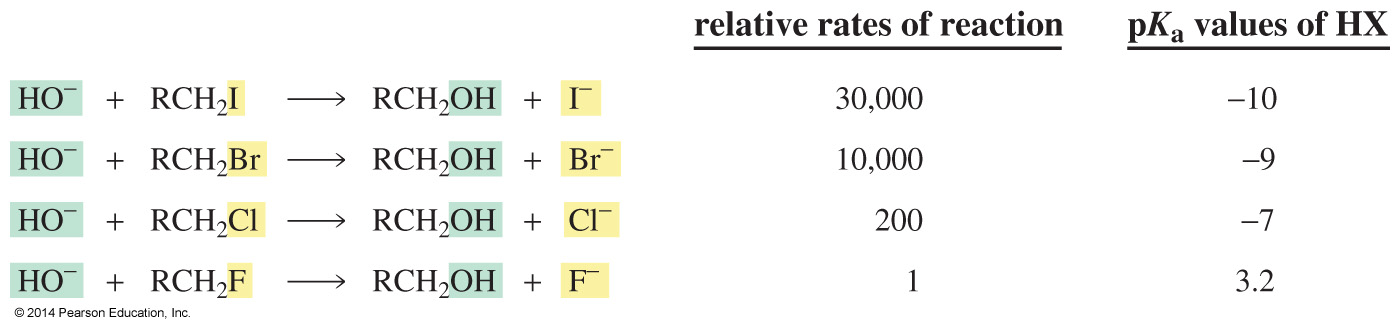 relative rates of reaction pKa values of HX
HO⁻ + RCH₂I ⟶ RCH₂OH + I⁻ 30,000 –10
HO⁻ + RCH₂Br ⟶ RCH₂OH + Br⁻ 10,000 –9
HO⁻ + RCH₂Cl ⟶ RCH₂OH + Cl⁻ 200 –7
HO⁻ + RCH₂F ⟶ RCH₂OH + F⁻ 1 3.2
© 2014 Pearson Education, Inc.